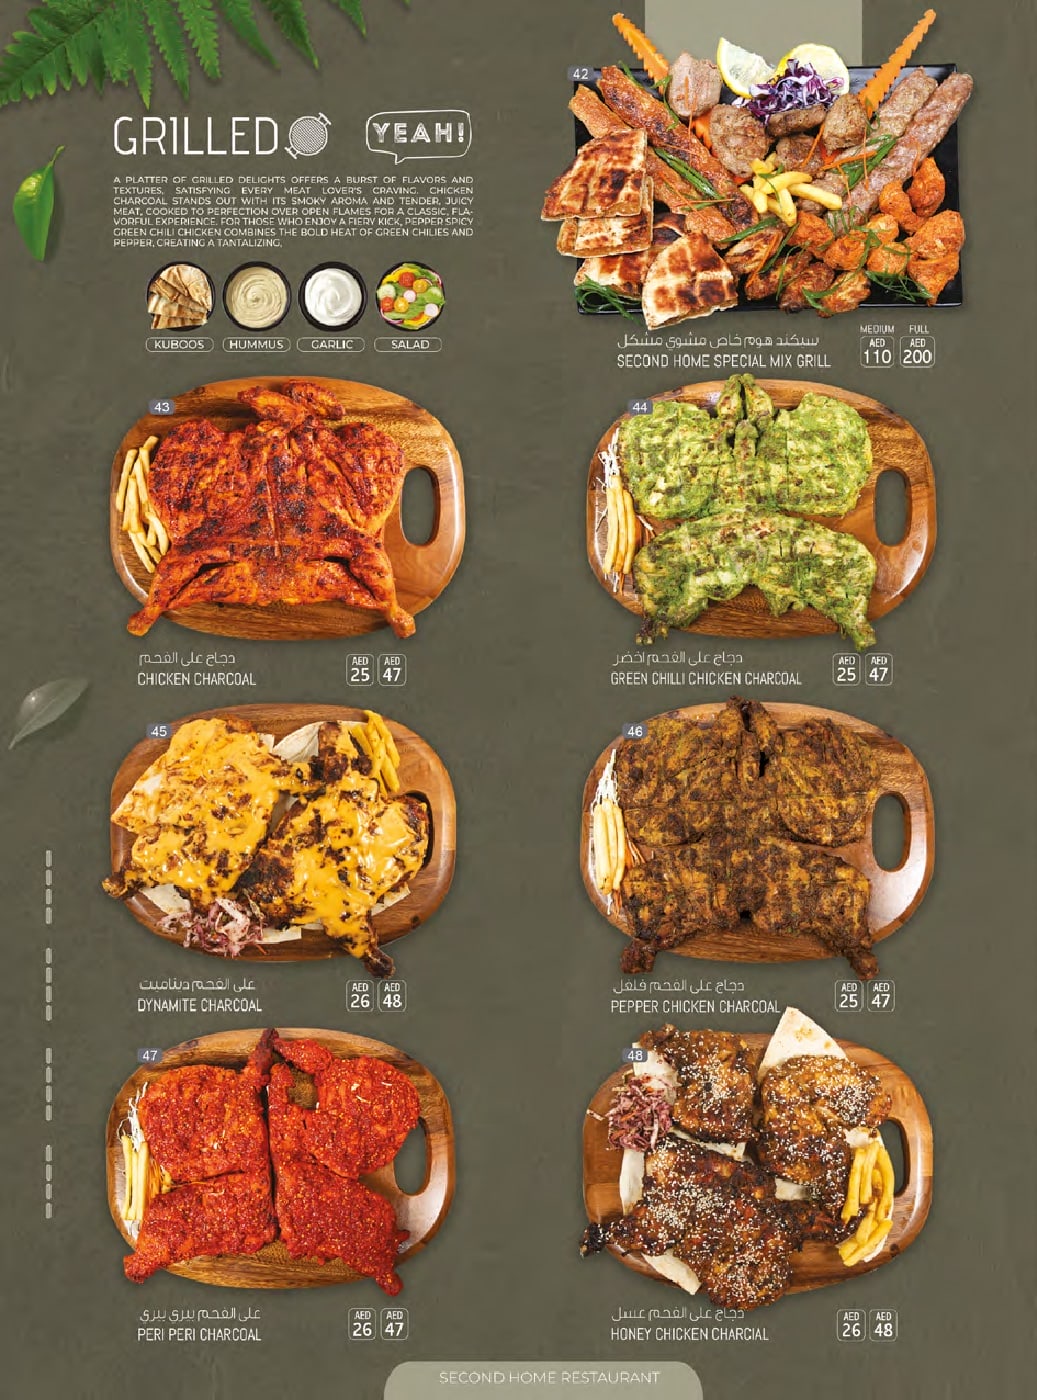 GRILLED
YEAH!
A PLATTER OF GRILLED DELIGHTS OFFERS A BURST OF FLAVORS AND
TEXTURES, SATISFYING EVERY MEAT LOVER'S CRAVING. CHICKEN
CHARCOAL STANDS OUT WITH ITS SMOKY AROMA AND TENDER, JUICY
MEAT, COOKED TO PERFECTION OVER OPEN FLAMES FOR A CLASSIC, FLA-
VORFUL EXPERIENCE. FOR THOSE WHO ENJOY A FIERY KICK, PEPPER SPICY
GREEN CHILI CHICKEN COMBINES THE BOLD HEAT OF GREEN CHILIES AND
PEPPER, CREATING A TANTALIZING,
KUBOOS HUMMUS GARLIC SALAD
42
سيكند هوم خاص مشوي مشكل
SECOND HOME SPECIAL MIX GRILL
MEDIUM FULL
AED AED
110 200
43
دجاج على الفحم
CHICKEN CHARCOAL
AED AED
25 47
44
دجاج على الفحم اخضر
GREEN CHILLI CHICKEN CHARCOAL
AED AED
25 47
45
على الفحم ديناميت
DYNAMITE CHARCOAL
AED AED
26 48
46
دجاج على الفحم فلفل
PEPPER CHICKEN CHARCOAL
AED AED
25 47
47
على الفحم بيري بيري
PERI PERI CHARCOAL
AED AED
26 47
48
دجاج على الفحم عسل
HONEY CHICKEN CHARCIAL
AED AED
26 48
SECOND HOME RESTAURANT